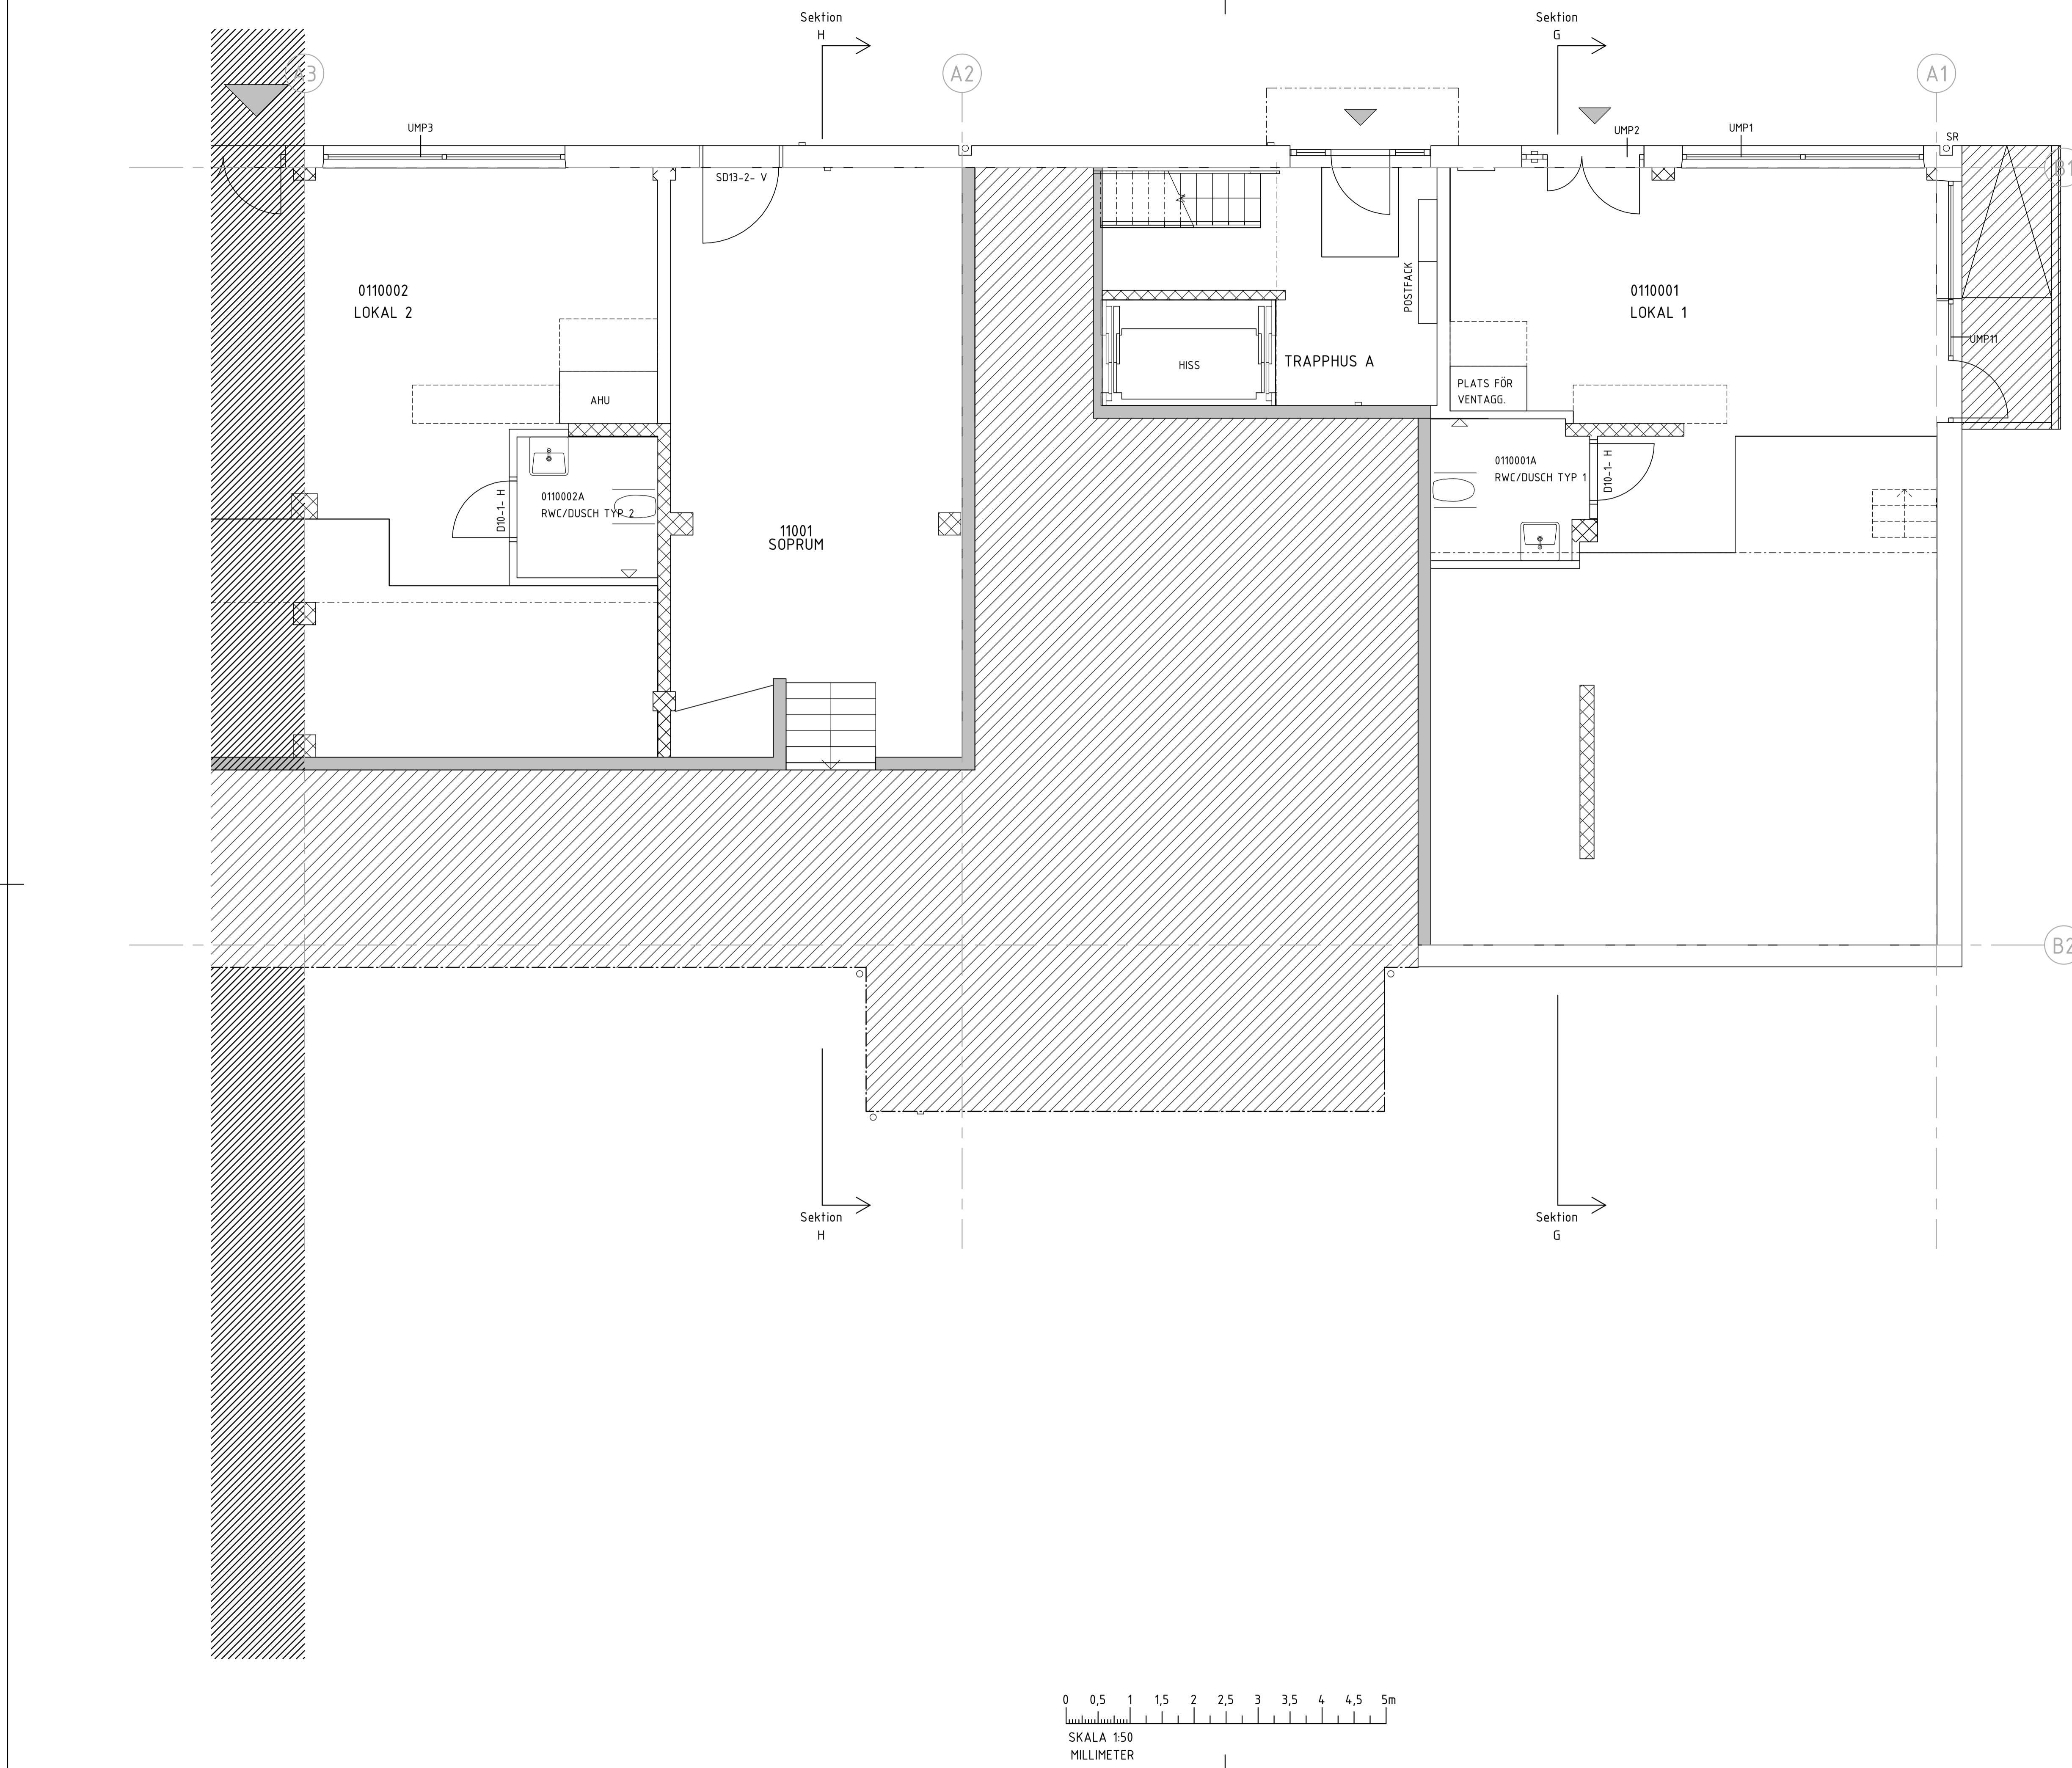 Sektion
H
Sektion
G
A3
A2
A1
UMP3
UMP2
UMP1
SR
B1
SD13-2- V
0110002
LOKAL 2
POSTFACK
0110001
LOKAL 1
UMP11
HISS
TRAPPHUS A
AHU
PLATS FÖR
VENTAGG.
D10-1- H
0110002A
RWC/DUSCH TYP 2
0110001A
RWC/DUSCH TYP 1
D10-1- H
11001
SOPRUM
B2
Sektion
H
Sektion
G
0 0,5 1 1,5 2 2,5 3 3,5 4 4,5 5m
SKALA 1:50
MILLIMETER